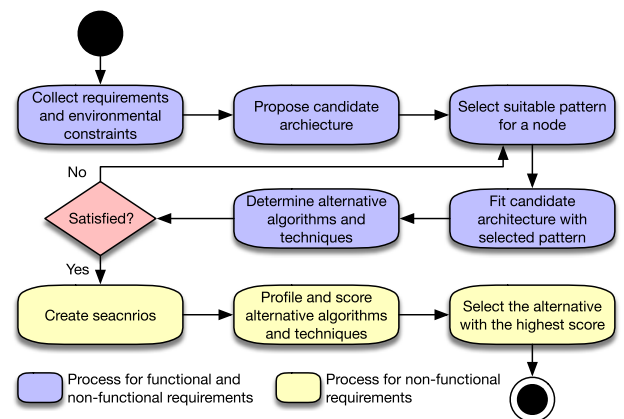 Collect requirements
and environmental
constraints
Propose candidate
archiecture
Select suitable pattern
for a node
No
Satisfied?
Determine alternative
algorithms and
techniques
Fit candidate
architecture with
selected pattern
Yes
Create seacnrios
Profile and score
alternative algorithms
and techniques
Select the alternative
with the highest score
Process for functional and
non-functional requirements
Process for non-functional
requirements